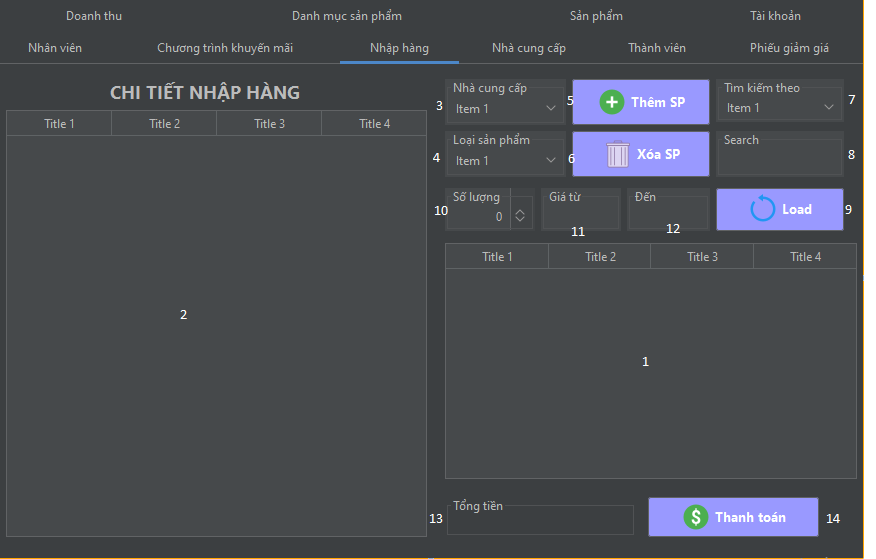 Doanh thu Danh mục sản phẩm Sản phẩm Tài khoản
Nhân viên Chương trình khuyến mãi Nhập hàng Nhà cung cấp Thành viên Phiếu giảm giá
CHI TIẾT NHẬP HÀNG
Title 1 Title 2 Title 3 Title 4
2
3 Nhà cung cấp
Item 1
5 Thêm SP
Tìm kiếm theo
Item 1 7
4 Loại sản phẩm
Item 1
6 Xóa SP
Search
8
10 Số lượng
0
Giá từ
11
Đến
12
Load 9
Title 1 Title 2 Title 3 Title 4
1
13 Tổng tiền
Thanh toán 14